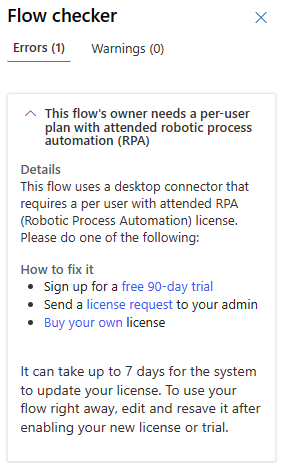 Flow checker
Errors (1)
Warnings (0)
This flow's owner needs a per-user
plan with attended robotic process
automation (RPA)
Details
This flow uses a desktop connector that
requires a per user with attended RPA
(Robotic Process Automation) license.
Please do one of the following:
How to fix it
• Sign up for a free 90-day trial
• Send a license request to your admin
• Buy your own license
It can take up to 7 days for the system
to update your license. To use your
flow right away, edit and resave it after
enabling your new license or trial.